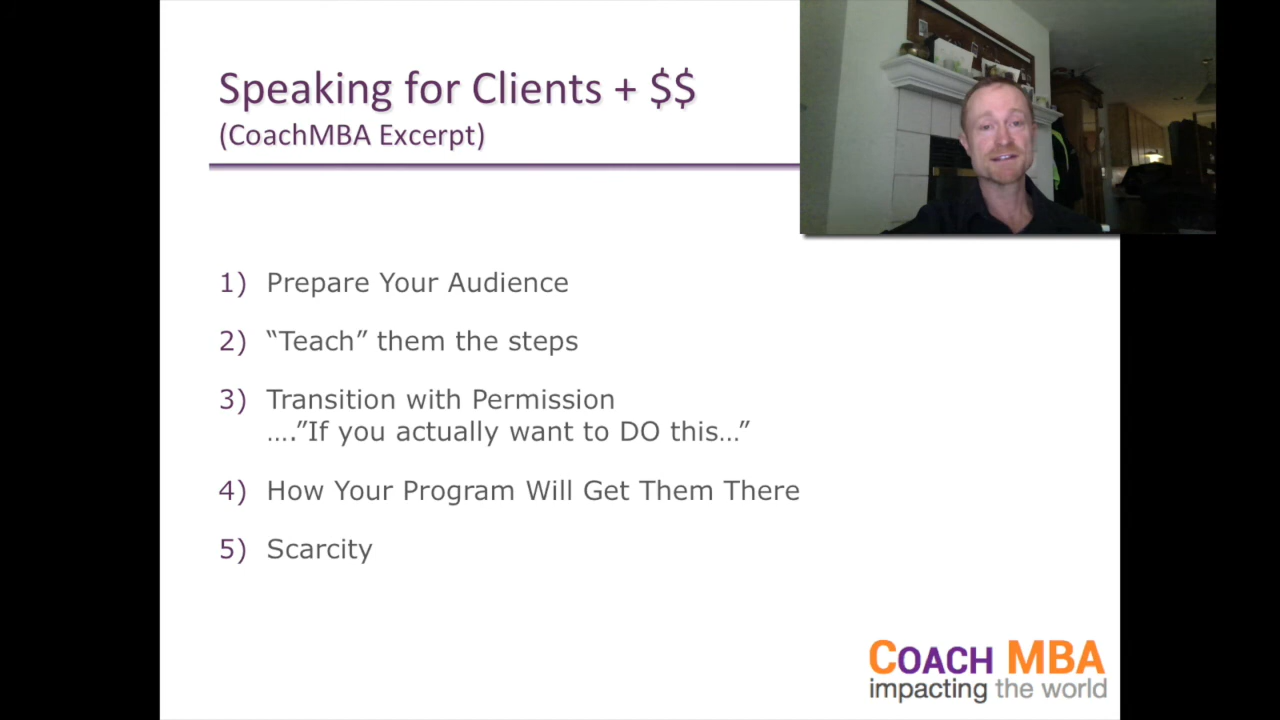 Speaking for Clients + $$
(CoachMBA Excerpt)
1) Prepare Your Audience
2) “Teach” them the steps
3) Transition with Permission
….”If you actually want to DO this…”
4) How Your Program Will Get Them There
5) Scarcity
COACH MBA
impacting the world